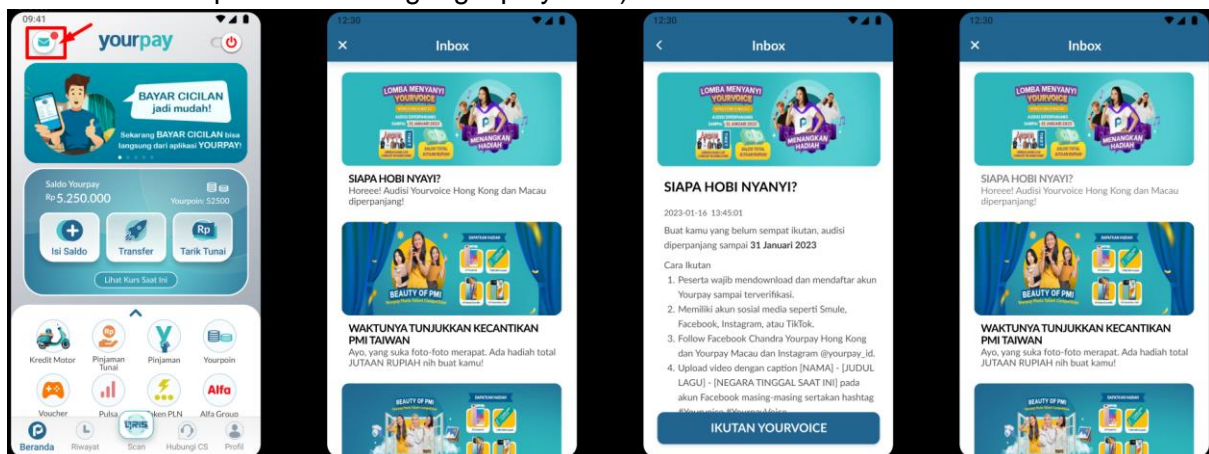 09:41
yourpay
BAYAR CICILAN
jadi mudah!
Sekarang BAYAR CICILAN bisa
langsung dari aplikasi YOURPAY!
Saldo Yourpay
Rp 5.250.000
Yourpoin: 52500
Isi Saldo
Transfer
Tarik Tunai
Lihat Kurs Saat Ini
Kredit Motor
Pinjaman
Tunai
Pinjaman
Yourpoin
Alfa
Voucher
Pulsa
Token PLN
Alfa Group
QRIS
Beranda
Riwayat
Scan
Hubungi CS
Profil
12:30
Inbox
LOMBA MENYANYI
YOURVOICE
MENANGKAN
HADIAH
SIAPA HOBI NYAYI?
Horeee! Audisi Yourvoice Hong Kong dan Macau
diperpanjang!
BEAUTY OF PMI
WAKTUNYA TUNJUKKAN KECANTIKAN
PMI TAIWAN
Ayo, yang suka foto-foto merapat. Ada hadiah total
JUTAAN RUPIAH nih buat kamu!
BEAUTY OF PMI
12:30
Inbox
LOMBA MENYANYI
YOURVOICE
MENANGKAN
HADIAH
SIAPA HOBI NYANYI?
2023-01-16 13:45:01
Buat kamu yang belum sempat ikutan, audisi
diperpanjang sampai 31 Januari 2023
Cara Ikutan
1. Peserta wajib mendownload dan mendaftar akun
Yourpay sampai terverifikasi.
2. Memiliki akun sosial media seperti Smule,
Facebook, Instagram, atau TikTok.
3. Follow Facebook Chandra Yourpay Hong Kong
dan Yourpay Macau dan Instagram @yourpay_id.
4. Upload video dengan caption [NAMA] - [JUDUL
LAGU] - [NEGARA TINGGAL SAAT INI] pada
akun Facebook masing-masing sertakan hashtag
IKUTAN YOURVOICE
12:30
Inbox
LOMBA MENYANYI
YOURVOICE
MENANGKAN
HADIAH
SIAPA HOBI NYAYI?
Horeee! Audisi Yourvoice Hong Kong dan Macau
diperpanjang!
BEAUTY OF PMI
WAKTUNYA TUNJUKKAN KECANTIKAN
PMI TAIWAN
Ayo, yang suka foto-foto merapat. Ada hadiah total
JUTAAN RUPIAH nih buat kamu!
BEAUTY OF PMI